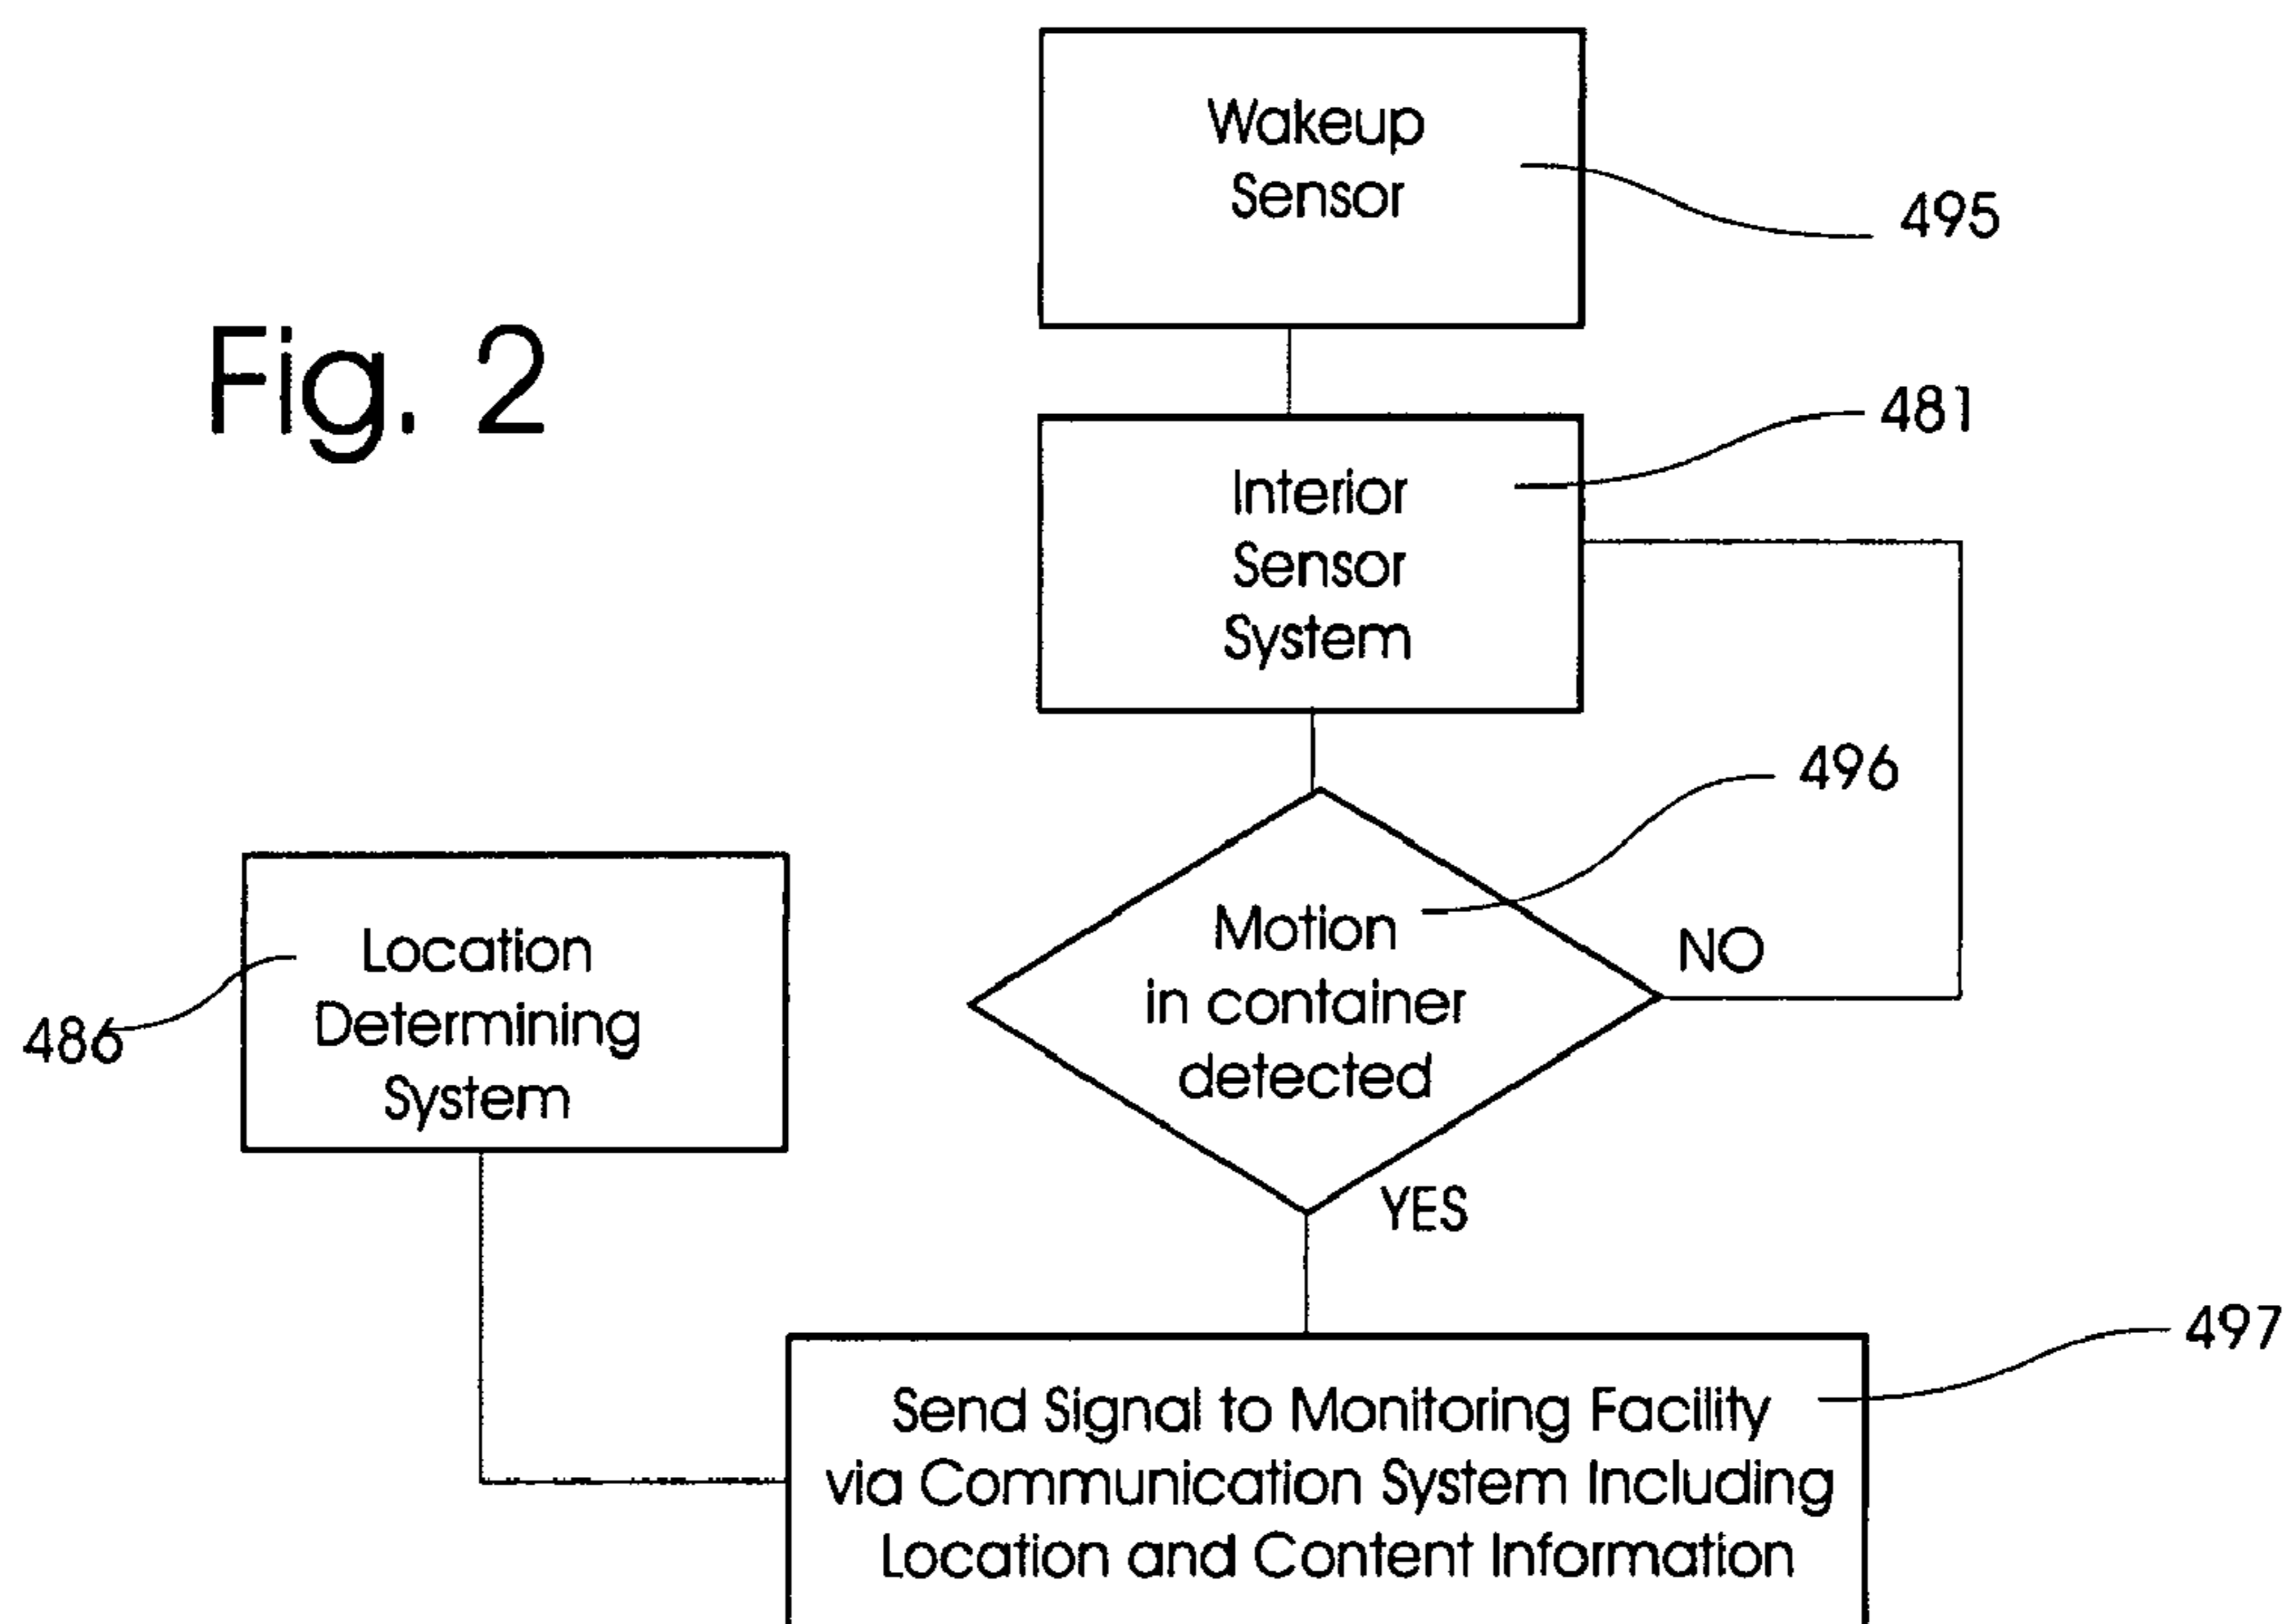 Wakeup
Sensor
495
Fig. 2
481
Interior
Sensor
System
496
Motion
in container
detected
NO
Location
Determining
System
486
YES
497
Send Signal to Monitoring Facility
via Communication System Including
Location and Content Information